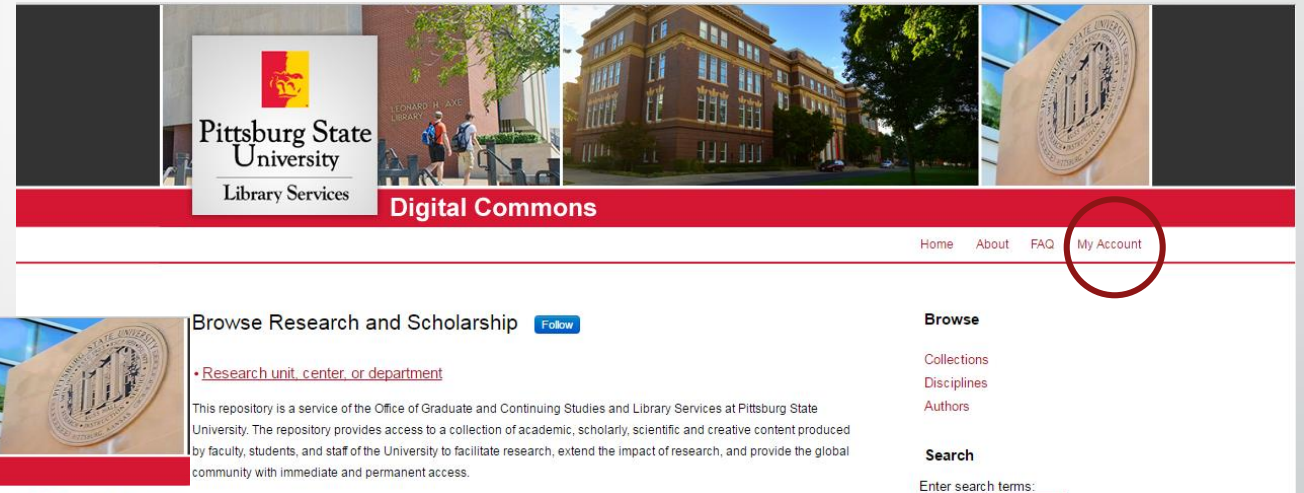 LEONARD H. AXE
LIBRARY
Pittsburg State
University
Library Services
Digital Commons
Home About FAQ My Account
Browse Research and Scholarship Follow
• Research unit, center, or department
This repository is a service of the Office of Graduate and Continuing Studies and Library Services at Pittsburg State
University. The repository provides access to a collection of academic, scholarly, scientific and creative content produced
by faculty, students, and staff of the University to facilitate research, extend the impact of research, and provide the global
community with immediate and permanent access.
Browse
Collections
Disciplines
Authors
Search
Enter search terms: